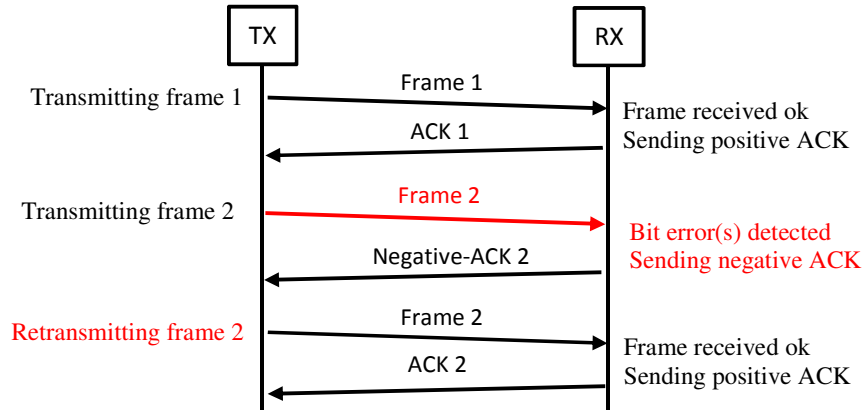 TX
RX
Transmitting frame 1
Frame 1
Frame received ok
Sending positive ACK
ACK 1
Transmitting frame 2
Frame 2
Bit error(s) detected
Sending negative ACK
Negative-ACK 2
Retransmitting frame 2
Frame 2
Frame received ok
Sending positive ACK
ACK 2